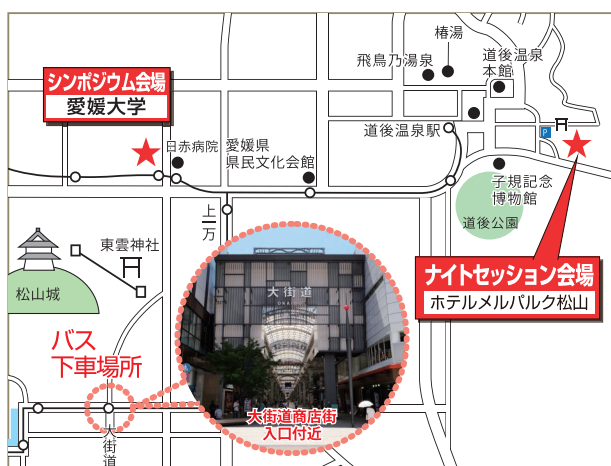 椿湯
飛鳥乃湯泉
道後温泉
本館
シンポジウム会場
愛媛大学
道後温泉駅
P
日赤病院
愛媛県
県民文化会館
子規記念
博物館
道後公園
上一万
東雲神社
松山城
ナイトセッション会場
ホテルメルパルク松山
大街道
バス
下車場所
大街道商店街
入口付近
大街道